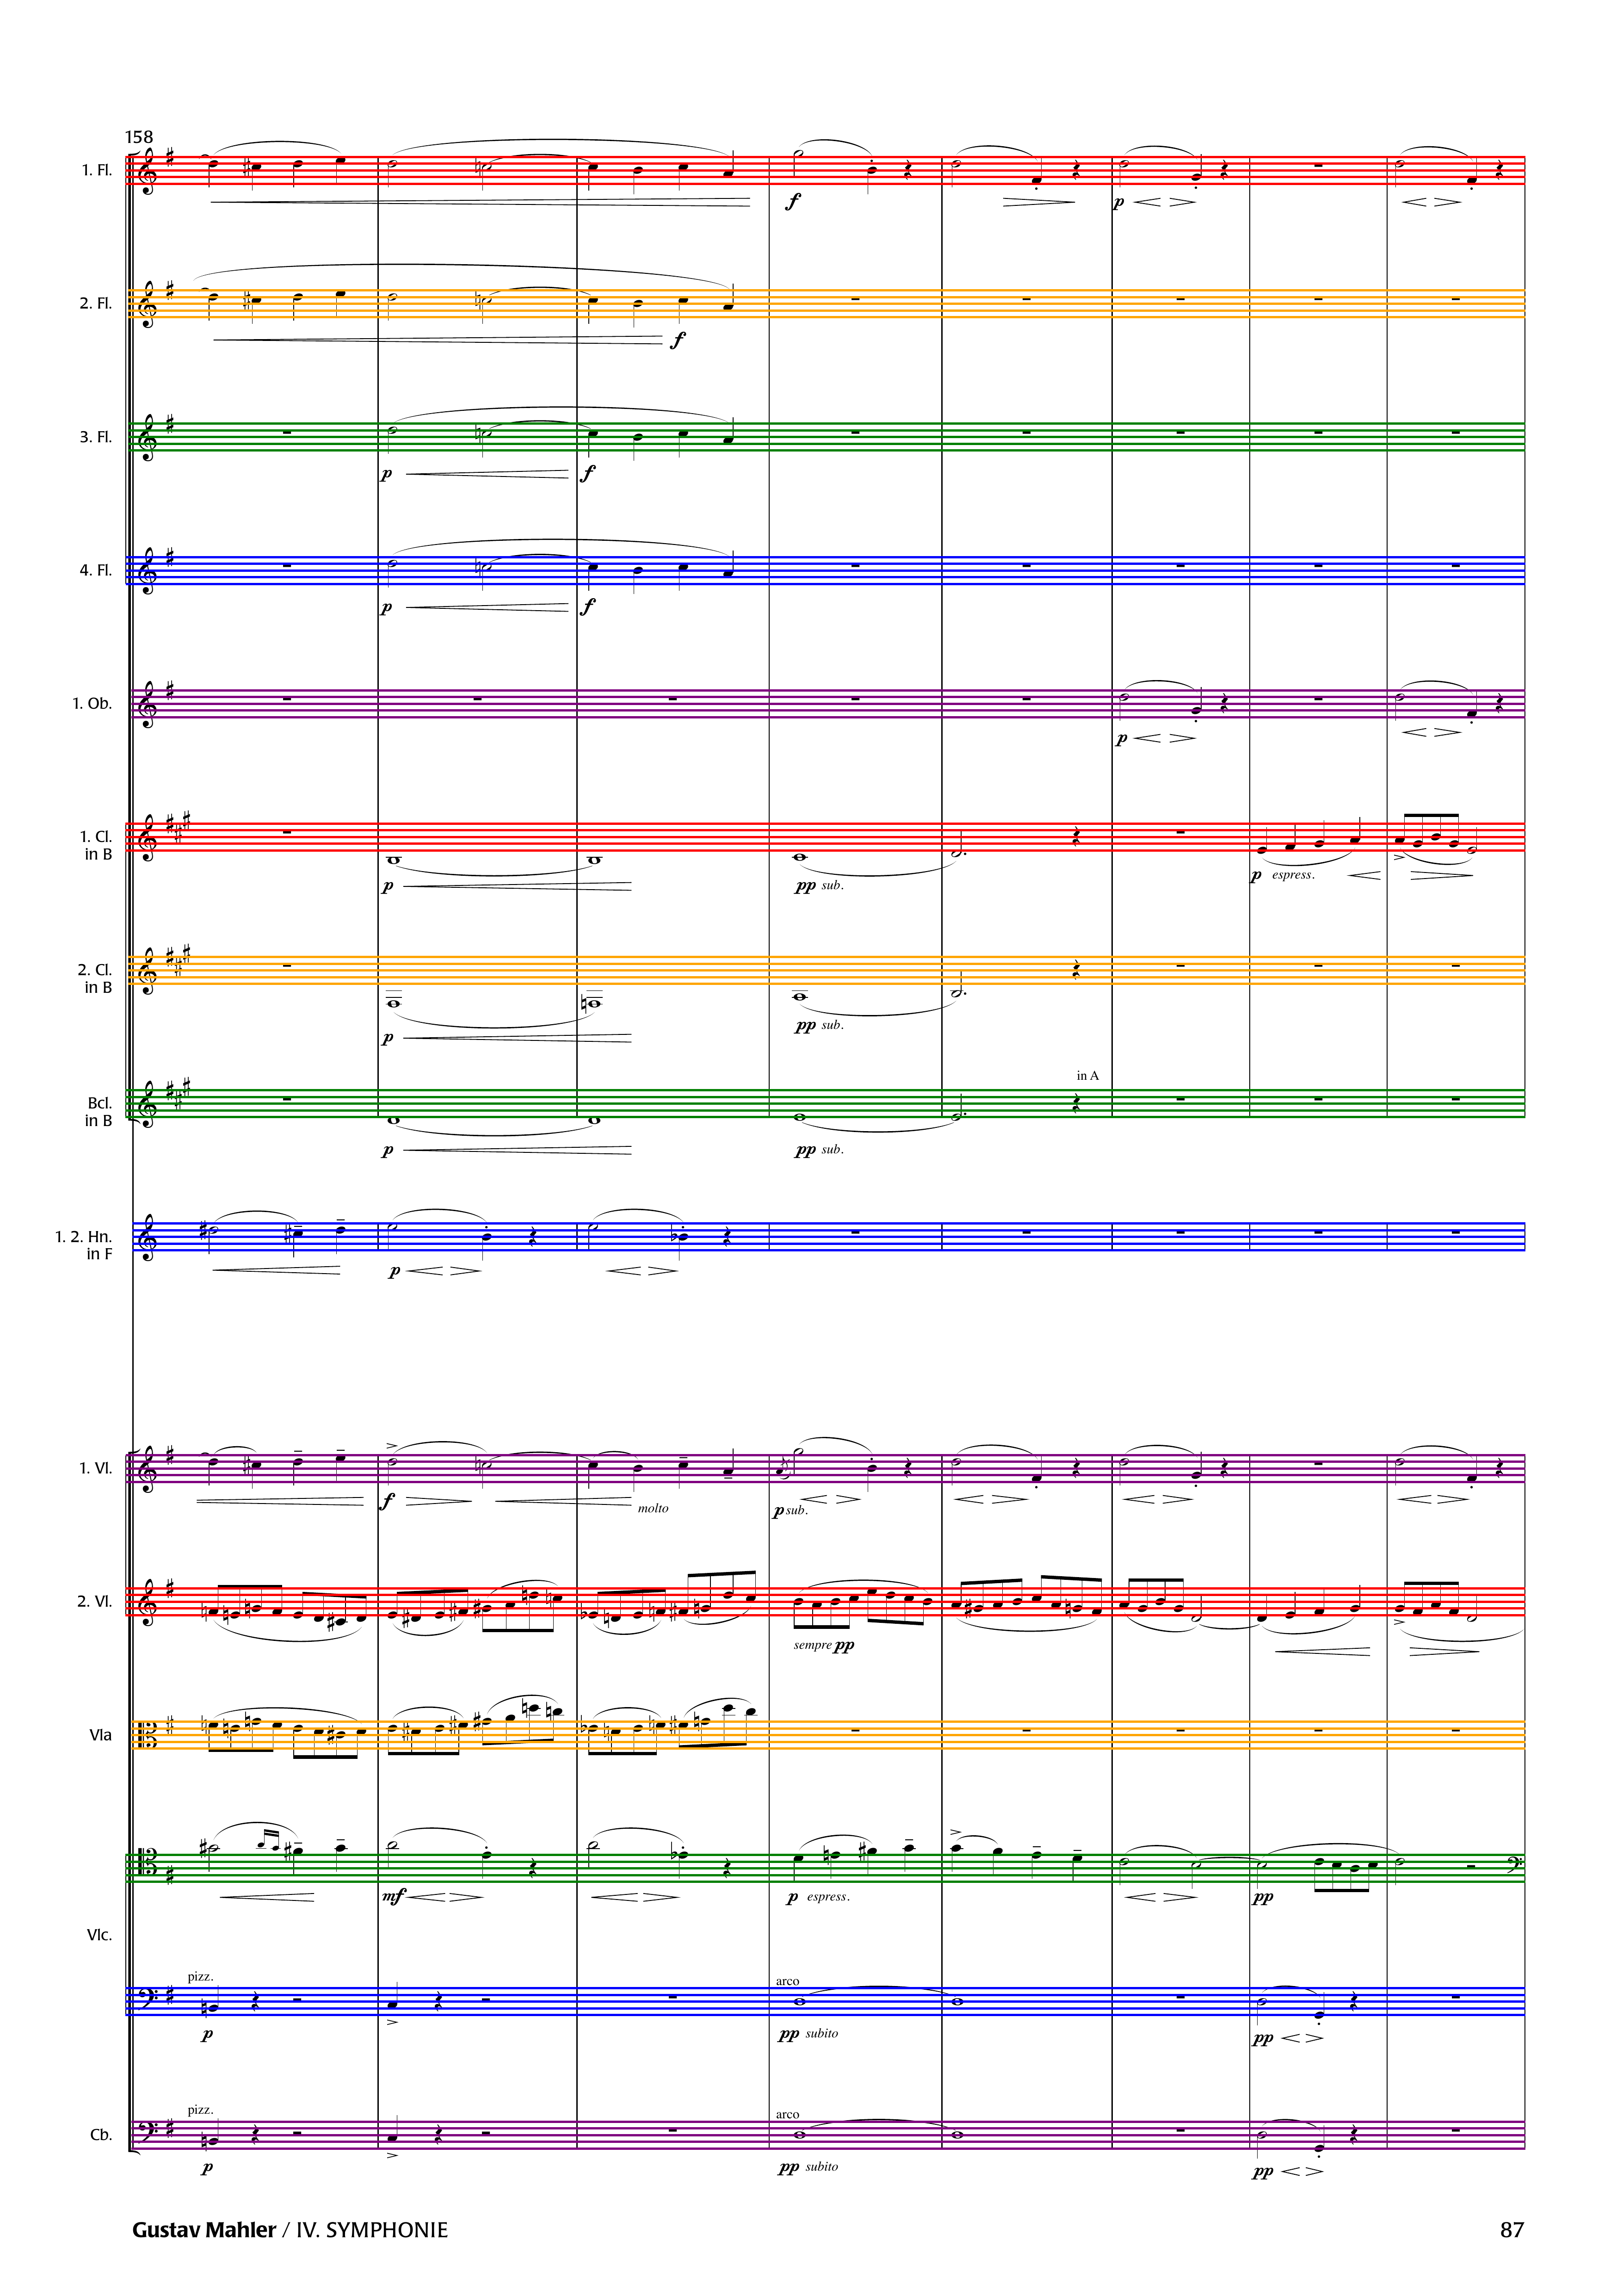 158
1. Fl.
f
p
2. Fl.
f
3. Fl.
p
f
4. Fl.
p
f
1. Ob.
p
1. Cl.
in B
p
pp sub.
p espress.
2. Cl.
in B
p
pp sub.
in A
Bcl.
in B
p
pp sub.
1. 2. Hn.
in F
p
1. Vl.
f
molto
p sub.
2. Vl.
sempre pp
Vla
mf
p espress.
pp
Vlc.
pizz.
arco
p
pp subito
pp
pizz.
arco
Cb.
p
pp subito
pp
Gustav Mahler / IV. SYMPHONIE
87